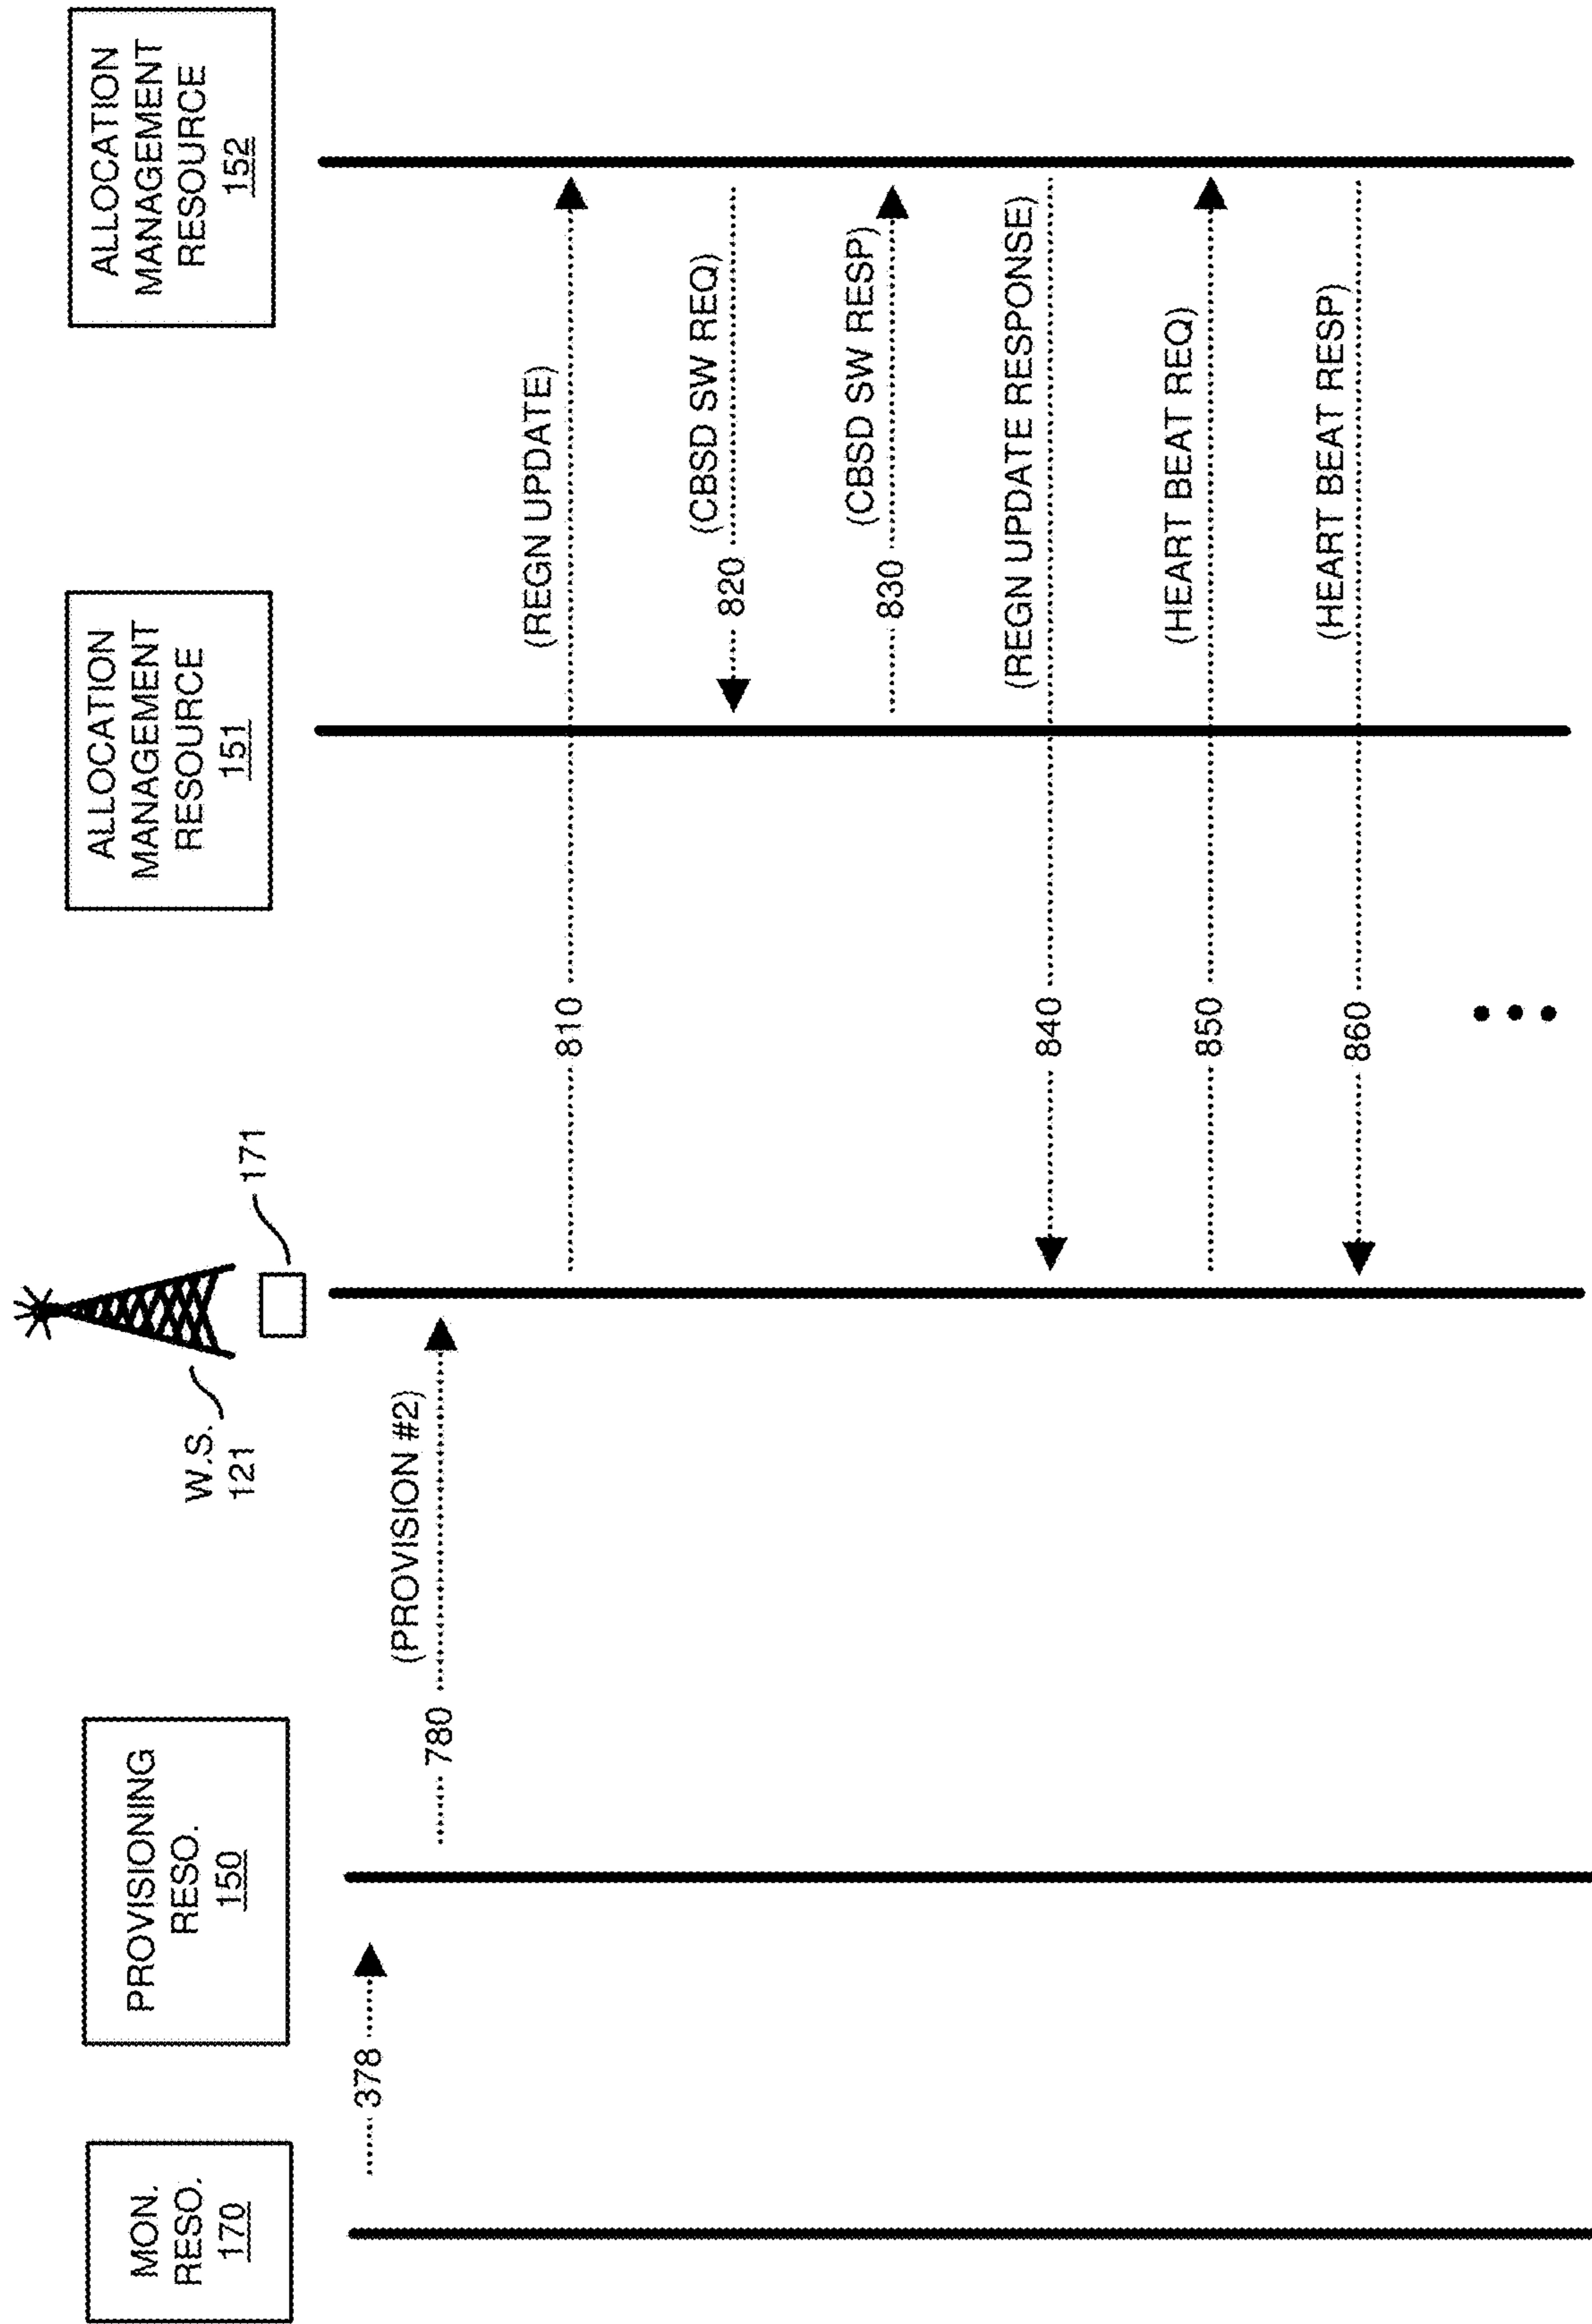 MON.
RESO.
170
PROVISIONING
RESO.
150
W.S.
121
171
ALLOCATION
MANAGEMENT
RESOURCE
151
ALLOCATION
MANAGEMENT
RESOURCE
152
378
(PROVISION #2)
780
(REGN UPDATE)
810
(CBSD SW REQ)
820
(CBSD SW RESP)
830
(REGN UPDATE RESPONSE)
840
(HEART BEAT REQ)
850
(HEART BEAT RESP)
860